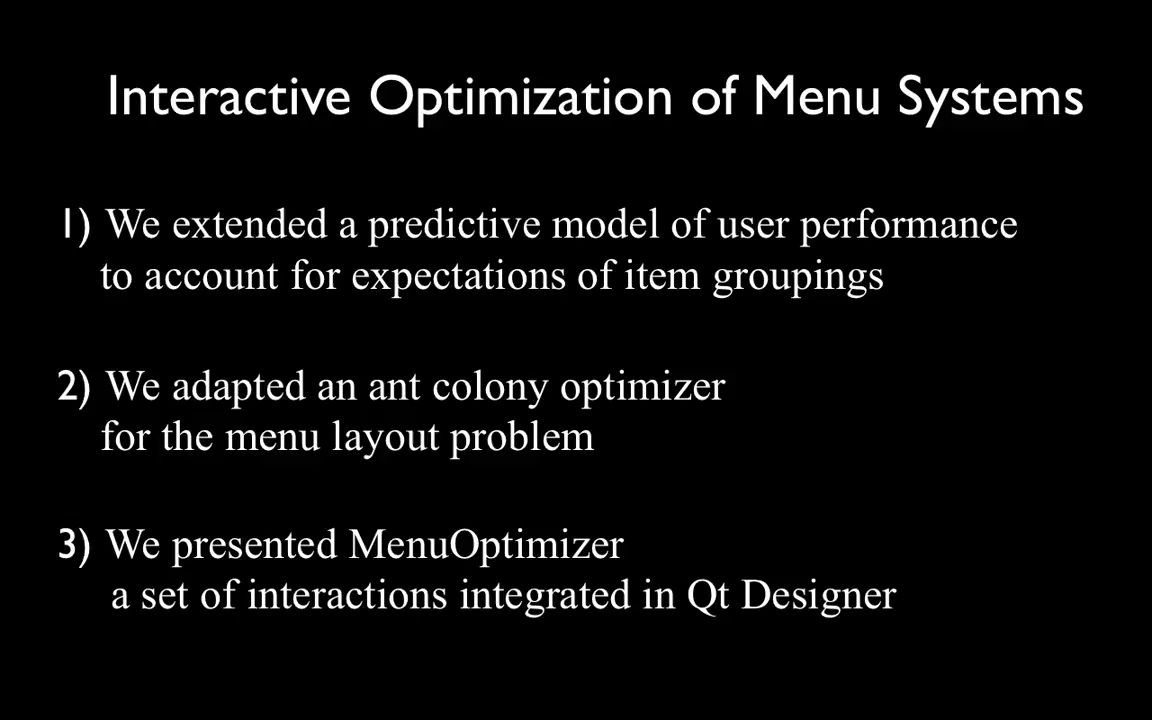 Interactive Optimization of Menu Systems
1) We extended a predictive model of user performance
to account for expectations of item groupings
2) We adapted an ant colony optimizer
for the menu layout problem
3) We presented MenuOptimizer
a set of interactions integrated in Qt Designer